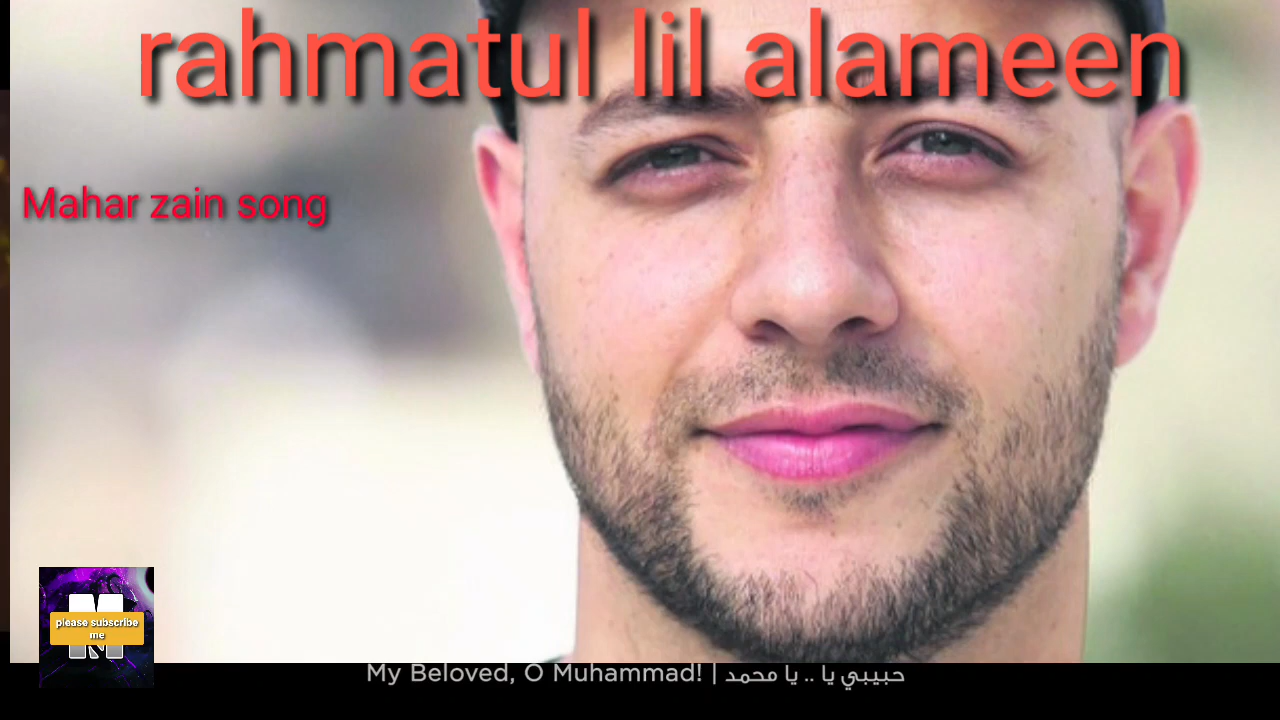 rahmatul lil alameen
Mahar zain song
please subscribe
me
My Beloved, O Muhammad! | حبيبي يا .. يا محمد